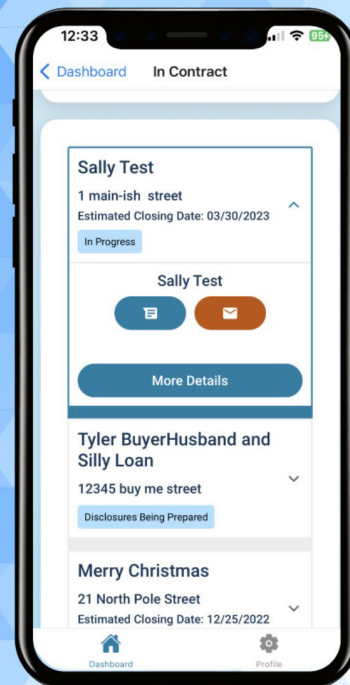 12:33
95
Dashboard
In Contract
Sally Test
1 main-ish street
Estimated Closing Date: 03/30/2023
In Progress
Sally Test
More Details
Tyler BuyerHusband and
Silly Loan
12345 buy me street
Disclosures Being Prepared
Merry Christmas
21 North Pole Street
Estimated Closing Date: 12/25/2022
Dashboard
Profile